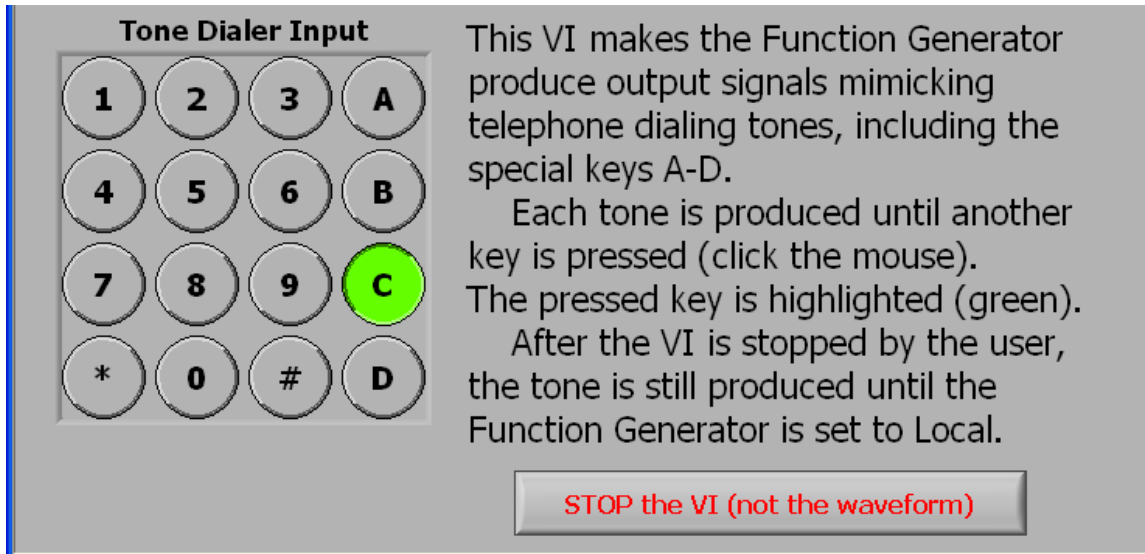 Tone Dialer Input
1 2 3 A
4 5 6 B
7 8 9 C
* 0 # D
This VI makes the Function Generator
produce output signals mimicking
telephone dialing tones, including the
special keys A-D.
Each tone is produced until another
key is pressed (click the mouse).
The pressed key is highlighted (green).
After the VI is stopped by the user,
the tone is still produced until the
Function Generator is set to Local.
STOP the VI (not the waveform)